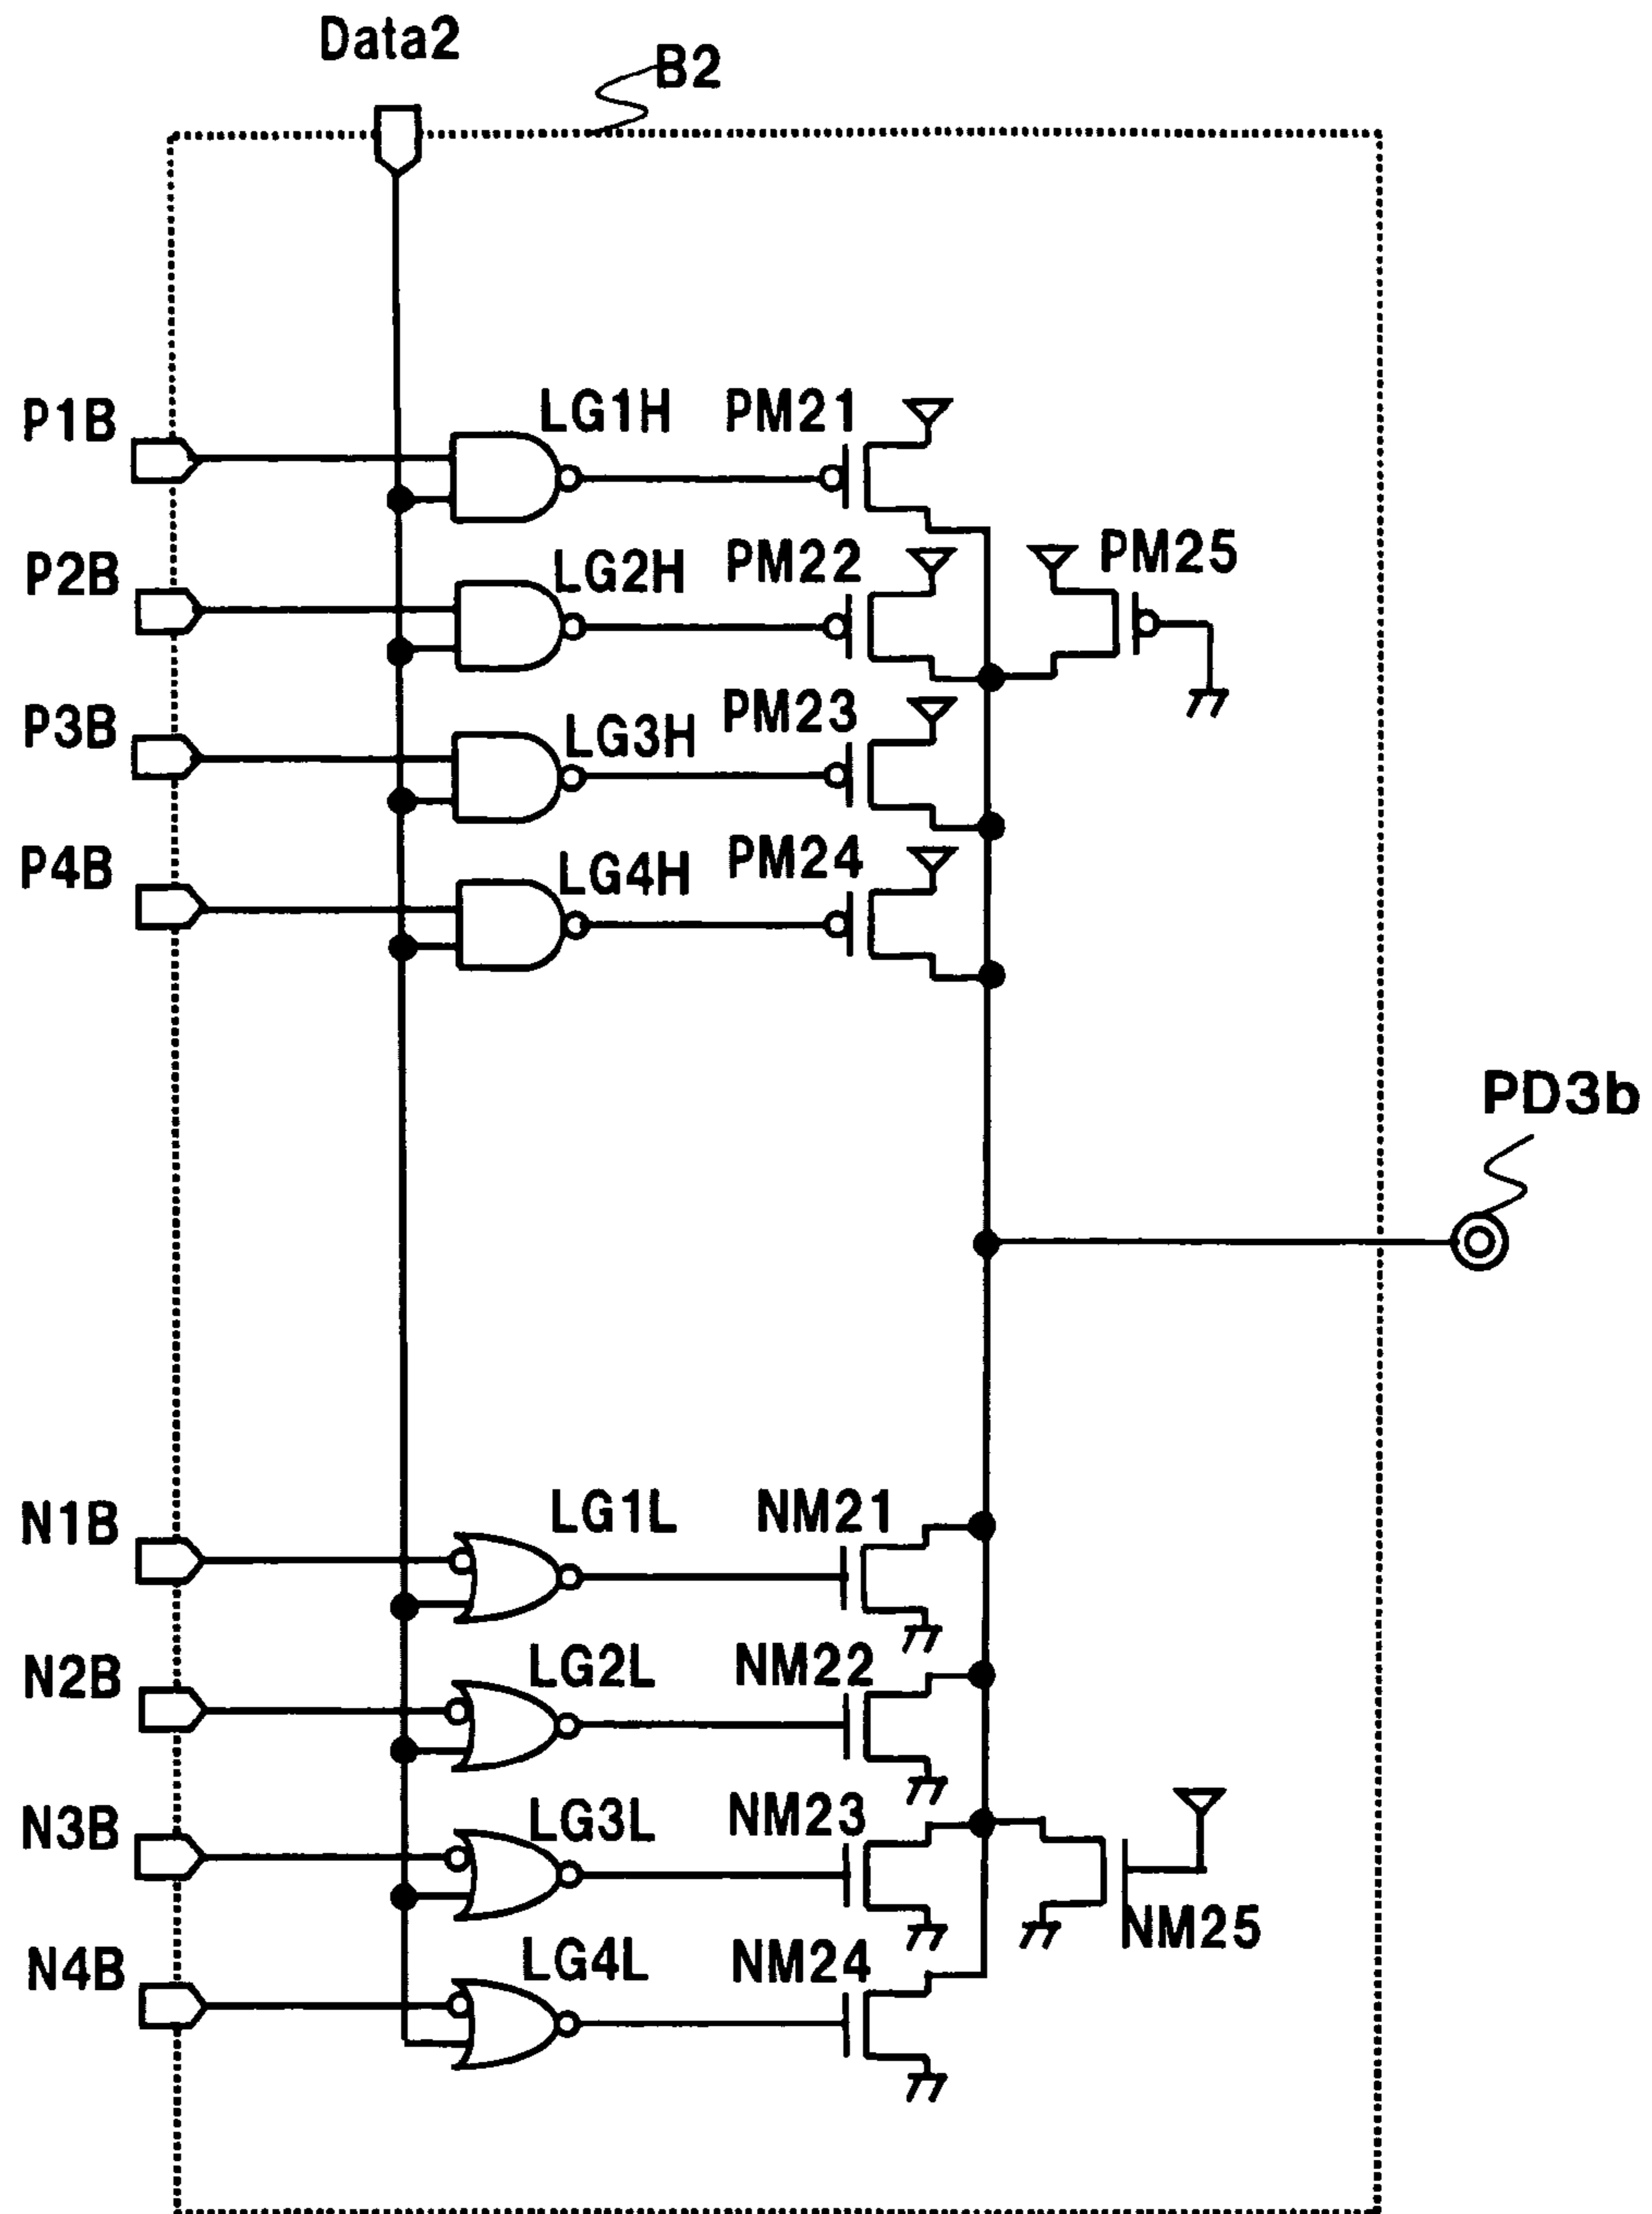 Data2
B2
P1B
LG1H
PM21
P2B
LG2H
PM22
PM25
P3B
LG3H
PM23
P4B
LG4H
PM24
PD3b
N1B
LG1L
NM21
N2B
LG2L
NM22
N3B
LG3L
NM23
NM25
N4B
LG4L
NM24